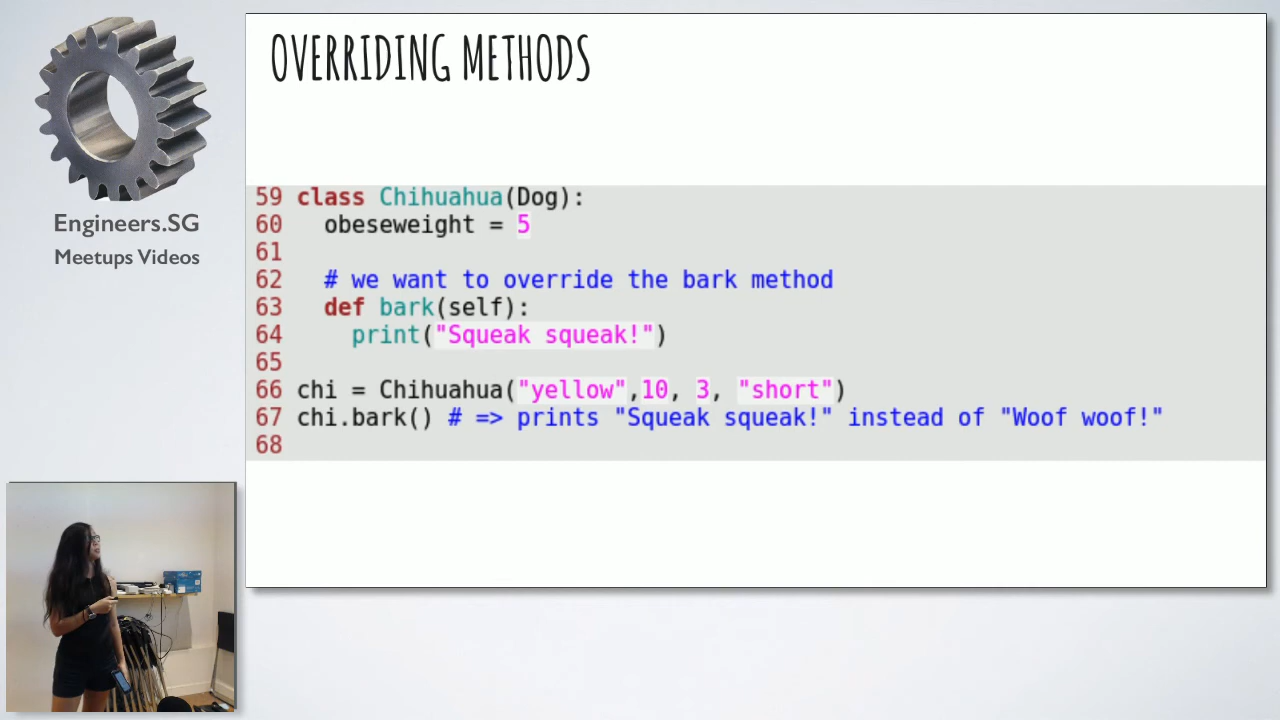 OVERRIDING METHODS
Engineers.SG
Meetups Videos
59 class Chihuahua(Dog):
60   obeseweight = 5
61
62   # we want to override the bark method
63   def bark(self):
64     print("Squeak squeak!")
65
66 chi = Chihuahua("yellow",10, 3, "short")
67 chi.bark() # => prints "Squeak squeak!" instead of "Woof woof!"
68